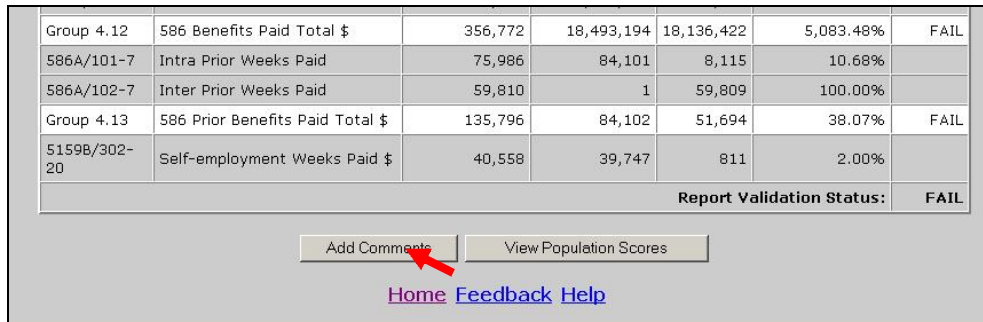 Group 4.12 586 Benefits Paid Total $ 356,772 18,493,194 18,136,422 5,083.48% FAIL
586A/101-7 Intra Prior Weeks Paid 75,986 84,101 8,115 10.68%
586A/102-7 Inter Prior Weeks Paid 59,810 1 59,809 100.00%
Group 4.13 586 Prior Benefits Paid Total $ 135,796 84,102 51,694 38.07% FAIL
5159B/302-
20 Self-employment Weeks Paid $ 40,558 39,747 811 2.00%
Report Validation Status: FAIL
Add Comments View Population Scores
Home Feedback Help